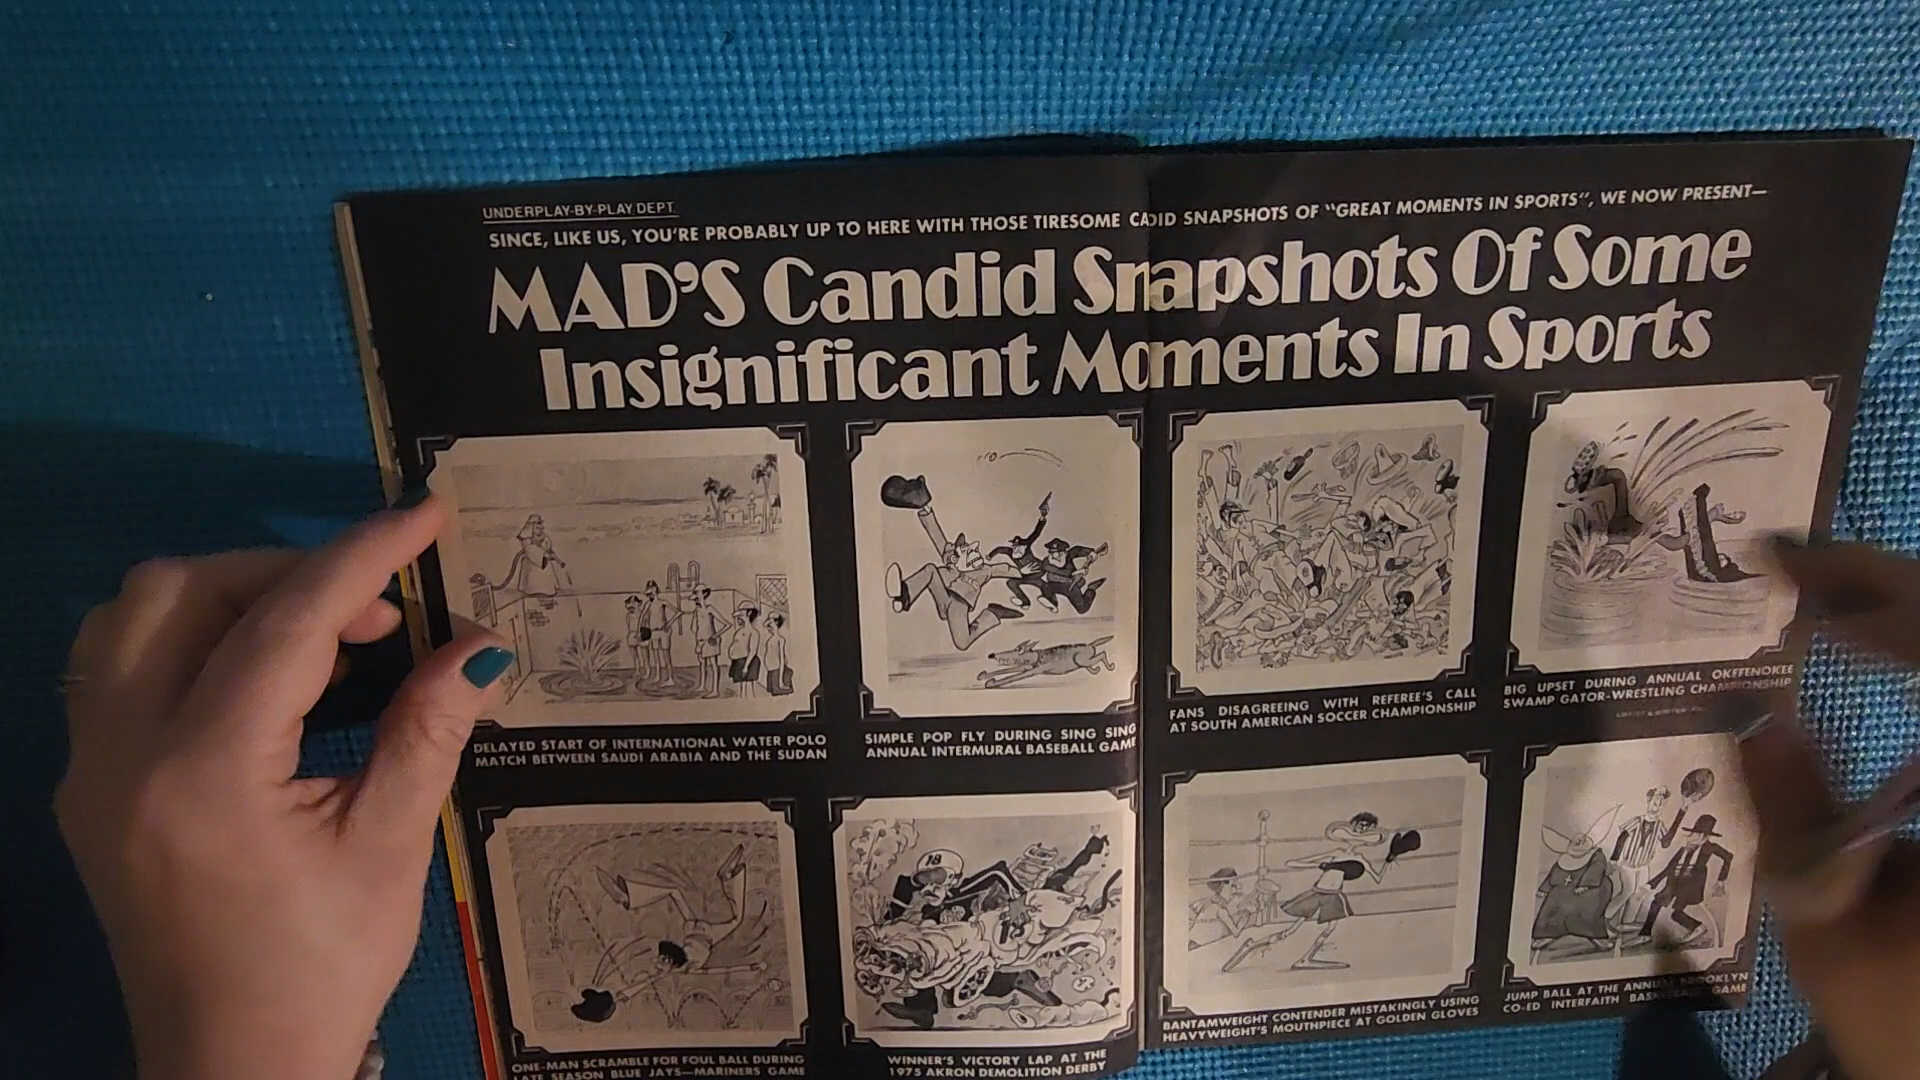 UNDERPLAY-BY-PLAY DEPT.
SINCE, LIKE US, YOU'RE PROBABLY UP TO HERE WITH THOSE TIRESOME CADID SNAPSHOTS OF "GREAT MOMENTS IN SPORTS", WE NOW PRESENT—
MAD'S Candid Snapshots Of Some
Insignificant Moments In Sports
DELAYED START OF INTERNATIONAL WATER POLO
MATCH BETWEEN SAUDI ARABIA AND THE SUDAN
SIMPLE POP FLY DURING SING SING
ANNUAL INTERMURAL BASEBALL GAME
FANS DISAGREEING WITH REFEREE'S CALL
AT SOUTH AMERICAN SOCCER CHAMPIONSHIP
BIG UPSET DURING ANNUAL OKEFENOKEE
SWAMP GATOR-WRESTLING CHAMPIONSHIP
ARTIST & WRITER:
18
18
ONE-MAN SCRAMBLE FOR FOUL BALL DURING
LATE SEASON BLUE JAYS—MARINERS GAME
WINNER'S VICTORY LAP AT THE
1975 AKRON DEMOLITION DERBY
BANTAMWEIGHT CONTENDER MISTAKINGLY USING
HEAVYWEIGHT'S MOUTHPIECE AT GOLDEN GLOVES
JUMP BALL AT THE ANNUAL BROOKLYN
CO-ED INTERFAITH BASKETBALL GAME